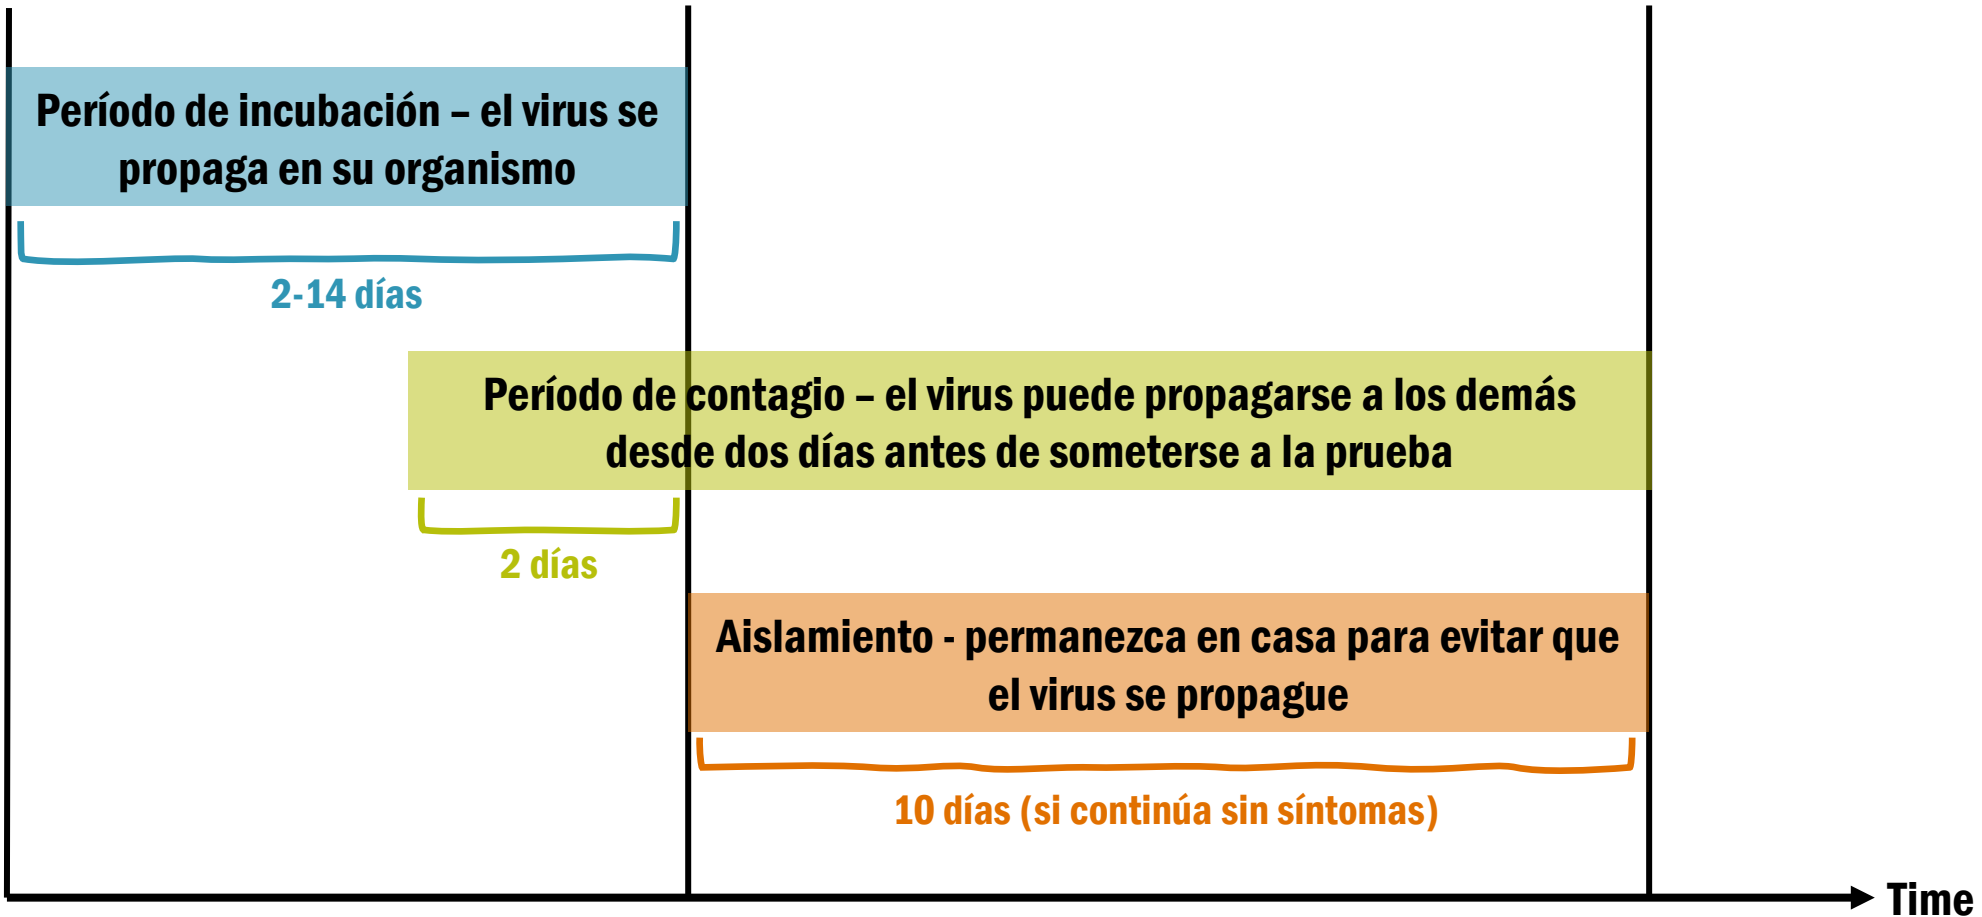 Período de incubación – el virus se
propaga en su organismo
2-14 días
Período de contagio – el virus puede propagarse a los demás
desde dos días antes de someterse a la prueba
2 días
Aislamiento - permanezca en casa para evitar que
el virus se propague
10 días (si continúa sin síntomas)
Time